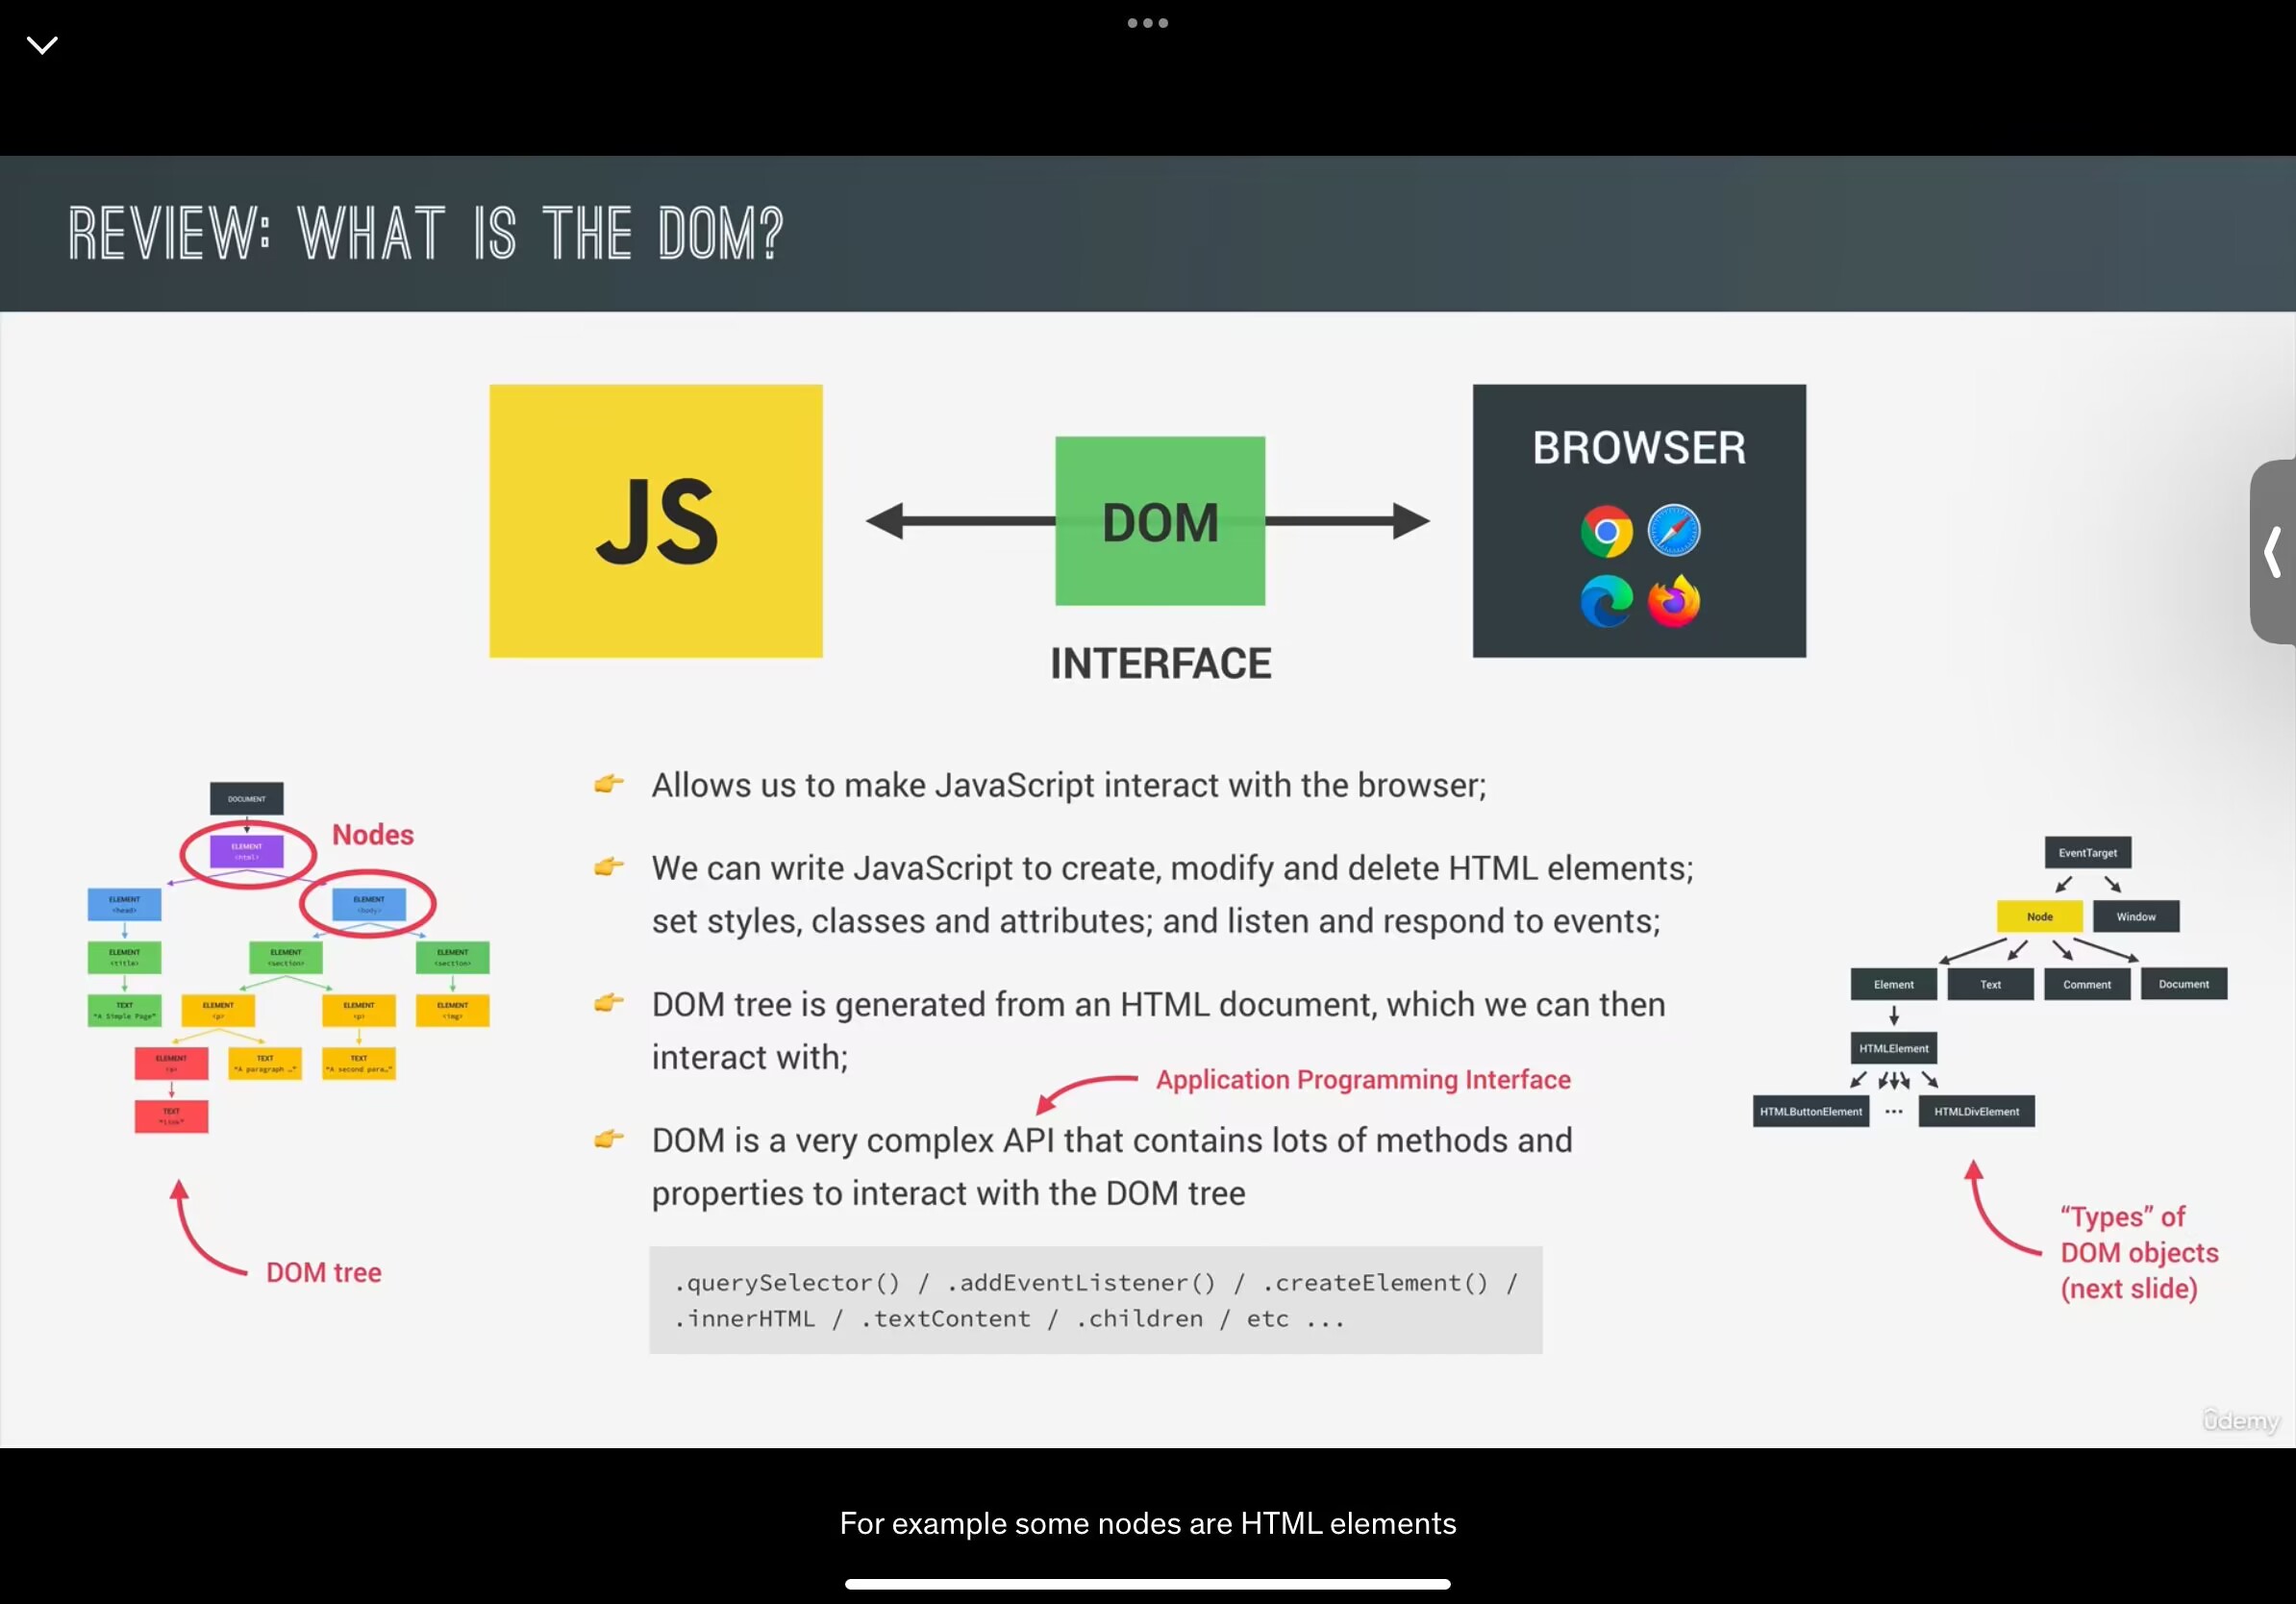 REVIEW: WHAT IS THE DOM?
JS
DOM
INTERFACE
BROWSER
👉 Allows us to make JavaScript interact with the browser;
👉 We can write JavaScript to create, modify and delete HTML elements;
set styles, classes and attributes; and listen and respond to events;
👉 DOM tree is generated from an HTML document, which we can then
interact with;
Application Programming Interface
👉 DOM is a very complex API that contains lots of methods and
properties to interact with the DOM tree
.querySelector() / .addEventListener() / .createElement() /
.innerHTML / .textContent / .children / etc ...
DOCUMENT
Nodes
ELEMENT
<html>
ELEMENT
<head>
ELEMENT
<body>
ELEMENT
<title>
ELEMENT
<section>
ELEMENT
<section>
TEXT
"A Simple Page"
ELEMENT
<p>
ELEMENT
<p>
ELEMENT
<img>
ELEMENT
<a>
TEXT
"A paragraph …"
TEXT
"A second para…"
TEXT
"link"
DOM tree
EventTarget
Node
Window
Element
Text
Comment
Document
HTMLElement
HTMLButtonElement
...
HTMLDivElement
“Types” of
DOM objects
(next slide)
ûdemy
For example some nodes are HTML elements